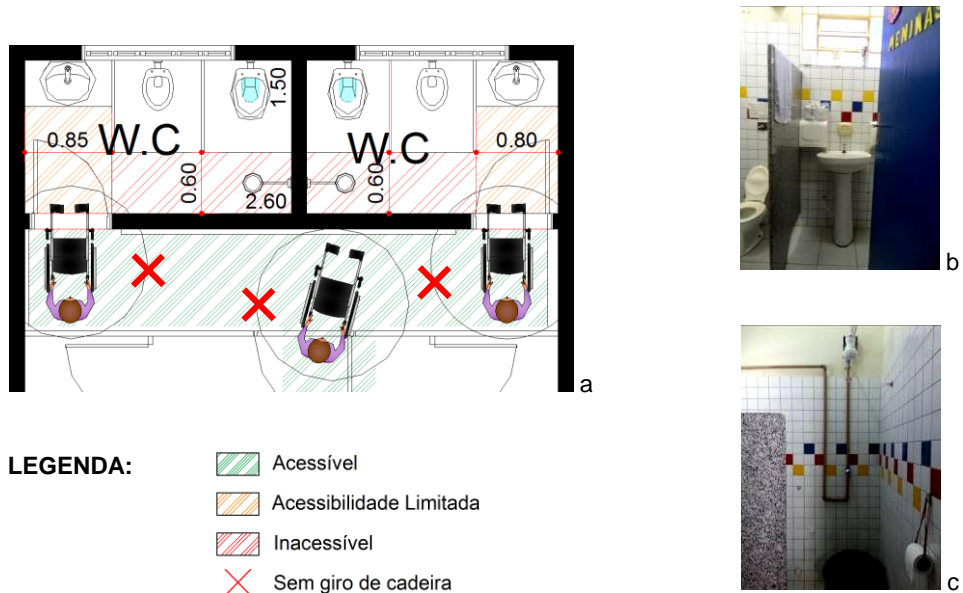 W.C
W.C
0.85
0.60
2.60
1.50
0.60
0.80
a
MENINAS
b
c
LEGENDA:
Acessível
Acessibilidade Limitada
Inacessível
Sem giro de cadeira